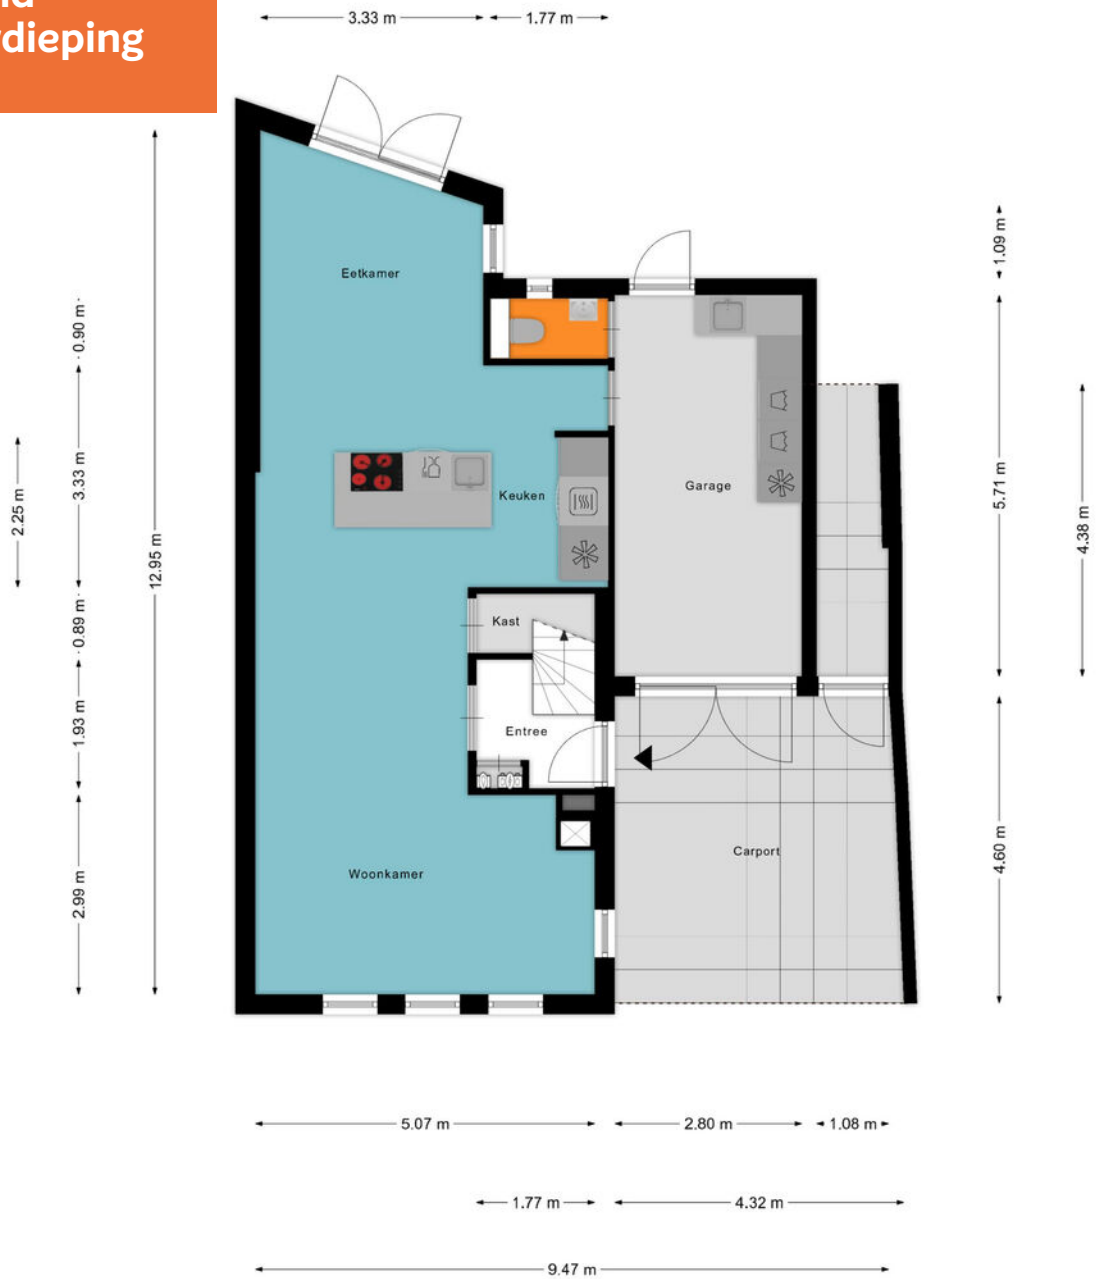 dieping
3.33 m
1.77 m
Eetkamer
Keuken
Garage
Kast
Entree
Woonkamer
Carport
0.90 m
3.33 m
2.25 m
12.95 m
0.89 m
1.93 m
2.99 m
1.09 m
5.71 m
4.38 m
4.60 m
5.07 m
2.80 m
1.08 m
1.77 m
4.32 m
9.47 m